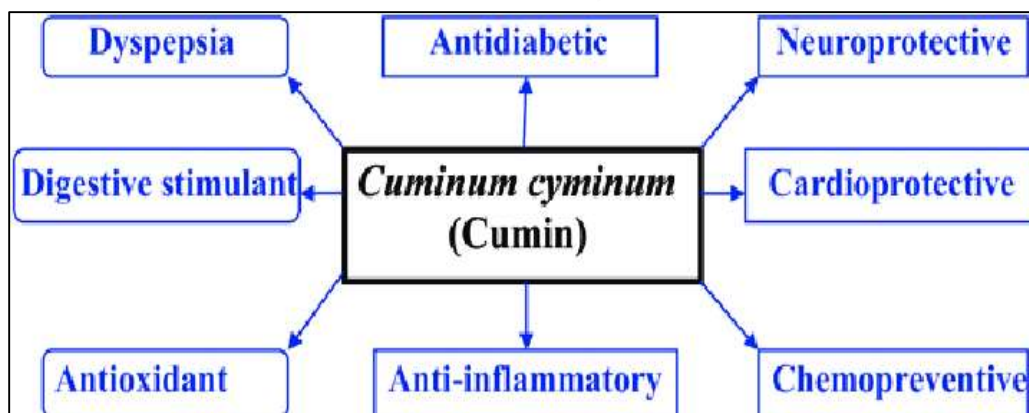 Dyspepsia
Antidiabetic
Neuroprotective
Digestive stimulant
Cuminum cyminum
(Cumin)
Cardioprotective
Antioxidant
Anti-inflammatory
Chemopreventive